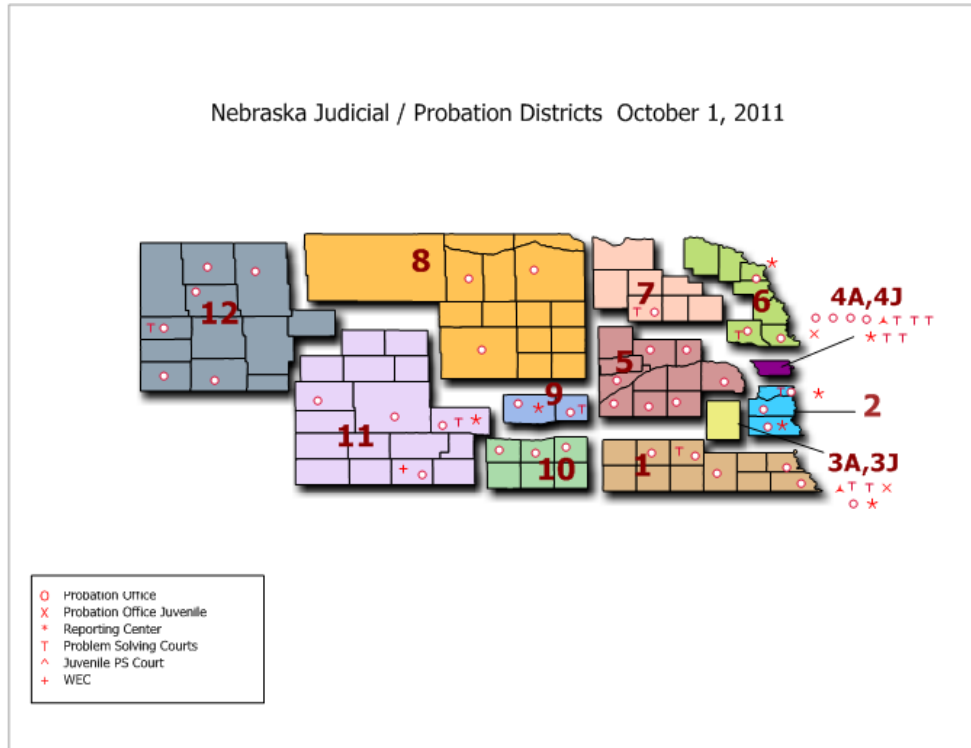 Nebraska Judicial / Probation Districts  October 1, 2011
8
12
7
6
4A,4J
5
2
9
11
10
1
3A,3J
O Probation Office
X Probation Office Juvenile
* Reporting Center
T Problem Solving Courts
^ Juvenile PS Court
+ WEC